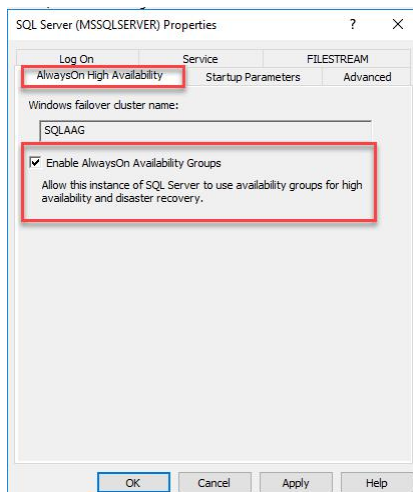 SQL Server (MSSQLSERVER) Properties ? ×
Log On Service FILESTREAM
AlwaysOn High Availability Startup Parameters Advanced
Windows failover cluster name:
SQLAAG
Enable AlwaysOn Availability Groups
Allow this instance of SQL Server to use availability groups for high
availability and disaster recovery.
OK Cancel Apply Help